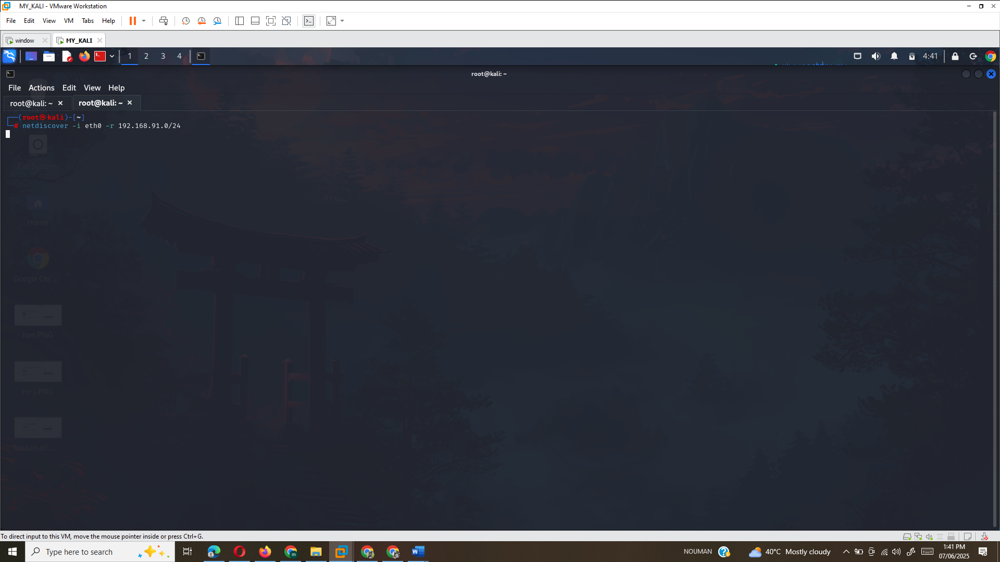 MY_KALI - VMware Workstation
File Edit View VM Tabs Help
window MY_KALI
1 2 3 4 4:41
root@kali: ~
File Actions Edit View Help
root@kali: ~ root@kali: ~
(root㉿kali)-[~]
# netdiscover -i eth0 -r 192.168.91.0/24
File System
Home
Google Chr...
han.PNG
mr j.PNG
hassan ali....
To direct input to this VM, move the mouse pointer inside or press Ctrl+G.
Type here to search
NOUMAN
40°C Mostly cloudy
1:41 PM
07/06/2025